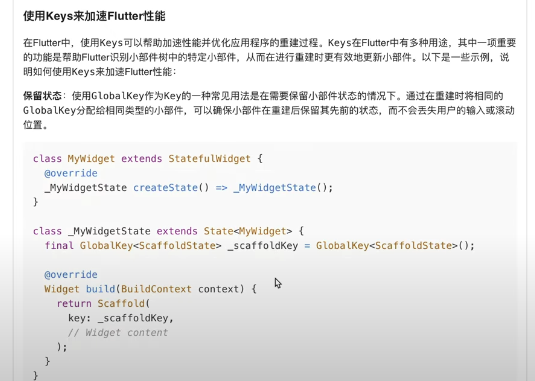 使用Keys来加速Flutter性能
在Flutter中，使用Keys可以帮助加速性能并优化应用程序的重建过程。Keys在Flutter中有多种用途，其中一项重要
的功能是帮助Flutter识别小部件树中的特定小部件，从而在进行重建时更有效地更新小部件。以下是一些示例，说
明如何使用Keys来加速Flutter性能：
保留状态：使用GlobalKey作为Key的一种常见用法是在需要保留小部件状态的情况下。通过在重建时将相同的
GlobalKey分配给相同类型的小部件，可以确保小部件在重建后保留其先前的状态，而不会丢失用户的输入或滚动
位置。
class MyWidget extends StatefulWidget {
  @override
  _MyWidgetState createState() => _MyWidgetState();
}
class _MyWidgetState extends State<MyWidget> {
  final GlobalKey<ScaffoldState> _scaffoldKey = GlobalKey<ScaffoldState>();
  @override
  Widget build(BuildContext context) {
    return Scaffold(
      key: _scaffoldKey,
      // Widget content
    );
  }
}